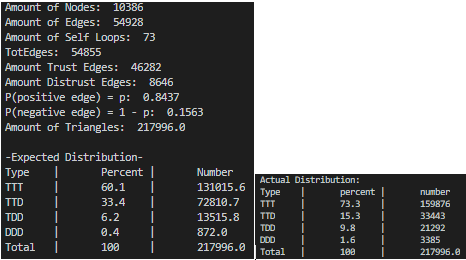 Amount of Nodes:  10386
Amount of Edges:  54928
Amount of Self Loops:  73
TotEdges:  54855
Amount Trust Edges:  46282
Amount Distrust Edges:  8646
P(positive edge) = p:  0.8437
P(negative edge) = 1 - p:  0.1563
Amount of Triangles:  217996.0
-Expected Distribution-
Type | Percent | Number
TTT | 60.1 | 131015.6
TTD | 33.4 | 72810.7
TDD | 6.2 | 13515.8
DDD | 0.4 | 872.0
Total | 100 | 217996.0
Actual Distribution:
Type | percent | number
TTT | 73.3 | 159876
TTD | 15.3 | 33443
TDD | 9.8 | 21292
DDD | 1.6 | 3385
Total | 100 | 217996.0